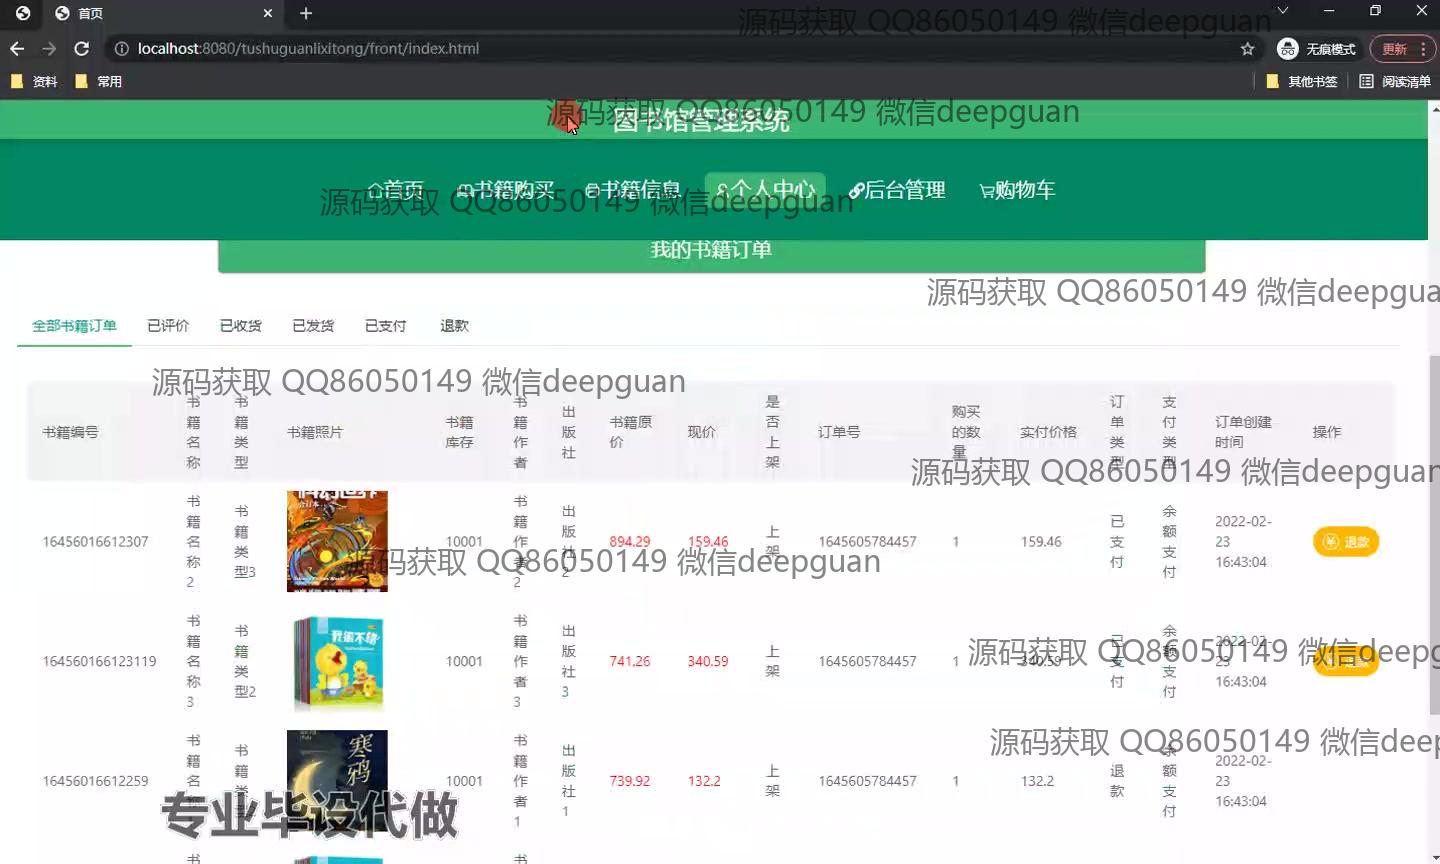 首页
源码获取 QQ86050149 微信deepguan
localhost:8080/tushuguanlixitong/front/index.html
无痕模式
更新
资料
常用
其他书签
阅读清单
源码获取 QQ86050149 微信deepguan
图书馆管理系统
首页
书籍购买
书籍信息
个人中心
后台管理
购物车
源码获取 QQ86050149 微信deepguan
我的书籍订单
源码获取 QQ86050149 微信deepgua
全部书籍订单
已评价
已收货
已发货
已支付
退款
源码获取 QQ86050149 微信deepguan
书籍编号
书籍名称
书籍类型
书籍照片
书籍库存
书籍作者
出版社
书籍原价
现价
是否上架
订单号
购买的数量
实付价格
订单类型
支付类型
订单创建时间
操作
源码获取 QQ86050149 微信deepguan
16456016612307
书籍名称2
书籍类型3
10001
书籍作者2
出版社2
894.29
159.46
上架
1645605784457
1
159.46
已支付
余额支付
2022-02-23 16:43:04
退款
源码获取 QQ86050149 微信deepguan
164560166123119
书籍名称3
书籍类型2
我能不错
10001
书籍作者3
出版社3
741.26
340.59
上架
1645605784457
1
340.59
已支付
余额支付
2022-02-23 16:43:04
退款
源码获取 QQ86050149 微信deepg
16456016612259
书籍名称
书籍类型
寒鸦
10001
书籍作者1
出版社1
739.92
132.2
上架
1645605784457
1
132.2
退款
余额支付
2022-02-23 16:43:04
源码获取 QQ86050149 微信deep
专业毕设代做
书
书